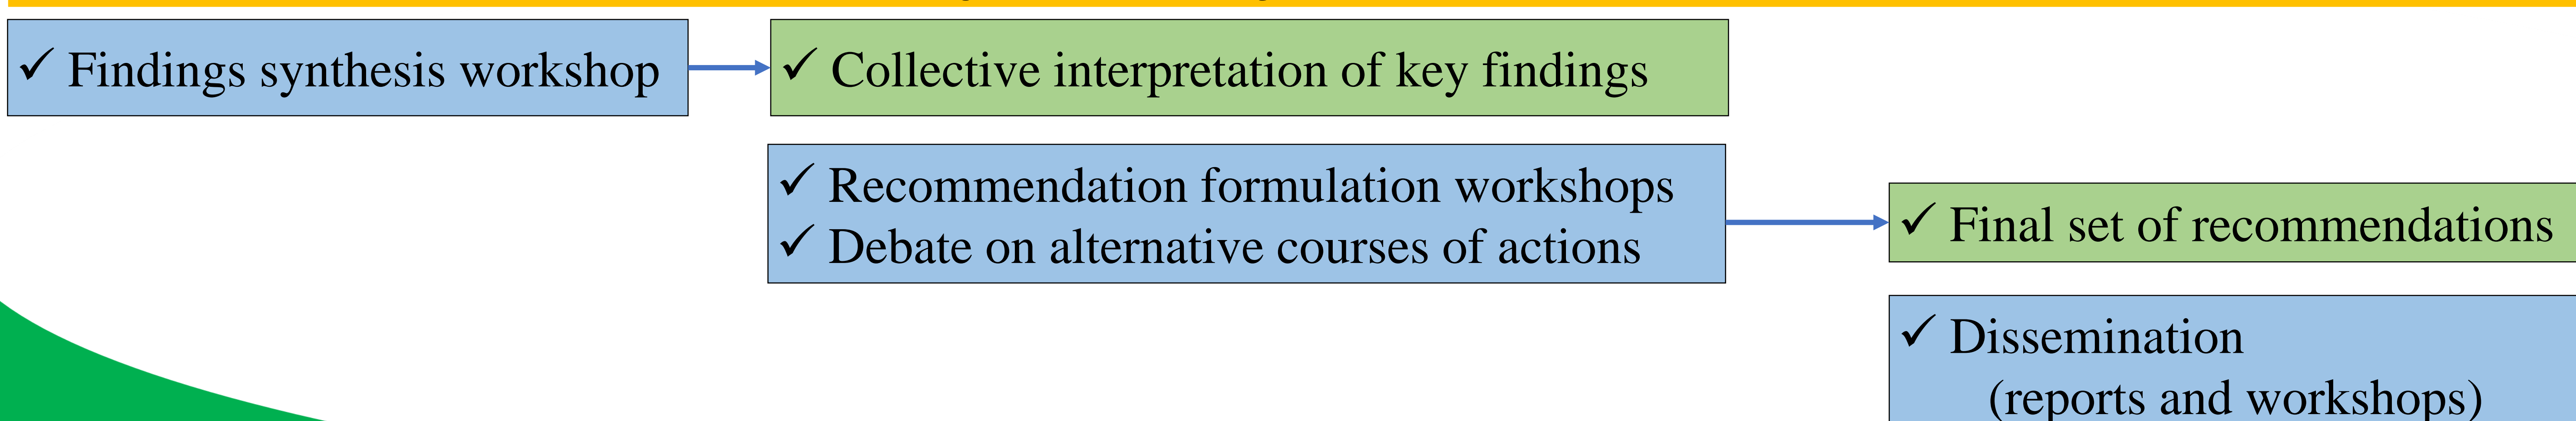 ✓ Findings synthesis workshop
✓ Collective interpretation of key findings
✓ Recommendation formulation workshops
✓ Debate on alternative courses of actions
✓ Final set of recommendations
✓ Dissemination
(reports and workshops)